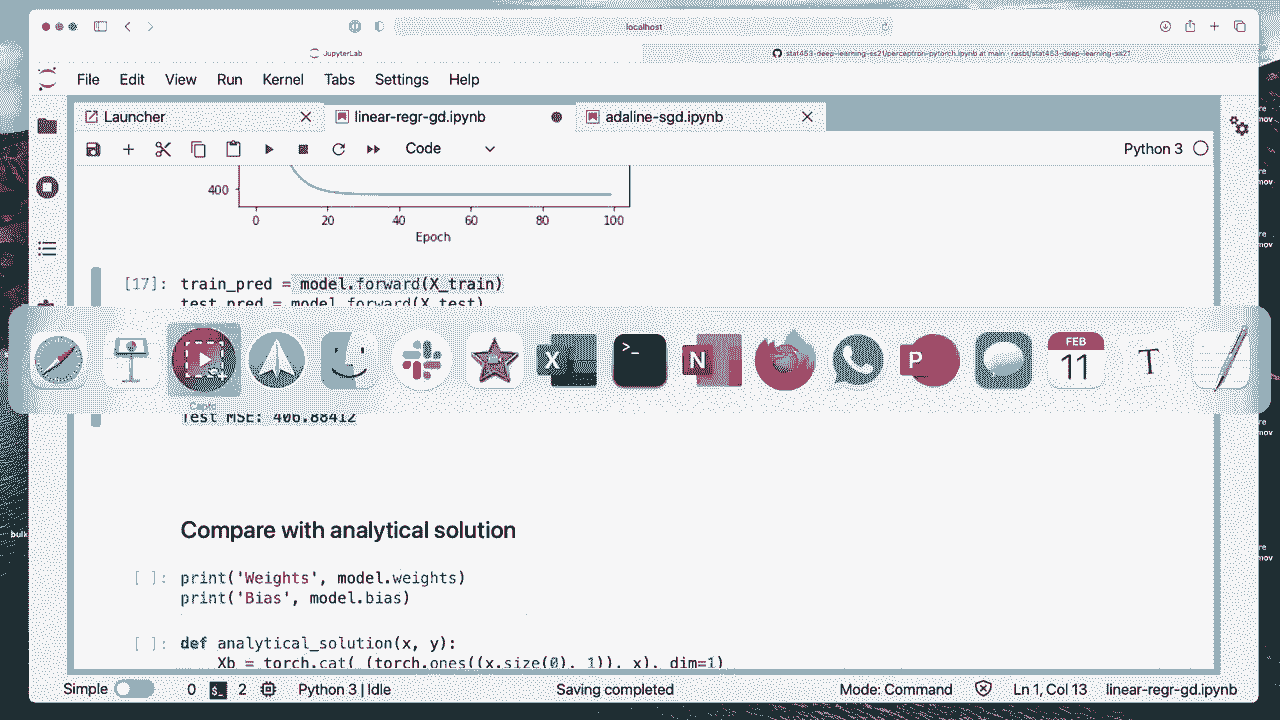 localhost
JupyterLab
stat453-deep-learning-ss21/perceptron-pytorch.ipynb at main · rasbt/stat453-deep-learning-ss21
File Edit View Run Kernel Tabs Settings Help
Launcher
linear-regr-gd.ipynb
adaline-sgd.ipynb
Code
Python 3
400
0 20 40 60 80 100
Epoch
[17]: train_pred = model.forward(X_train)
test_pred = model.forward(X_test)
>_
X
N
P
FEB
11
T
Test MSE: 406.88412
Compare with analytical solution
[ ]: print('Weights', model.weights)
print('Bias', model.bias)
[ ]: def analytical_solution(x, y):
Xb = torch.cat( (torch.ones((x.size(0), 1)), x), dim=1)
bulk
Simple 0 2 Python 3 | Idle Saving completed Mode: Command Ln 1, Col 13 linear-regr-gd.ipynb